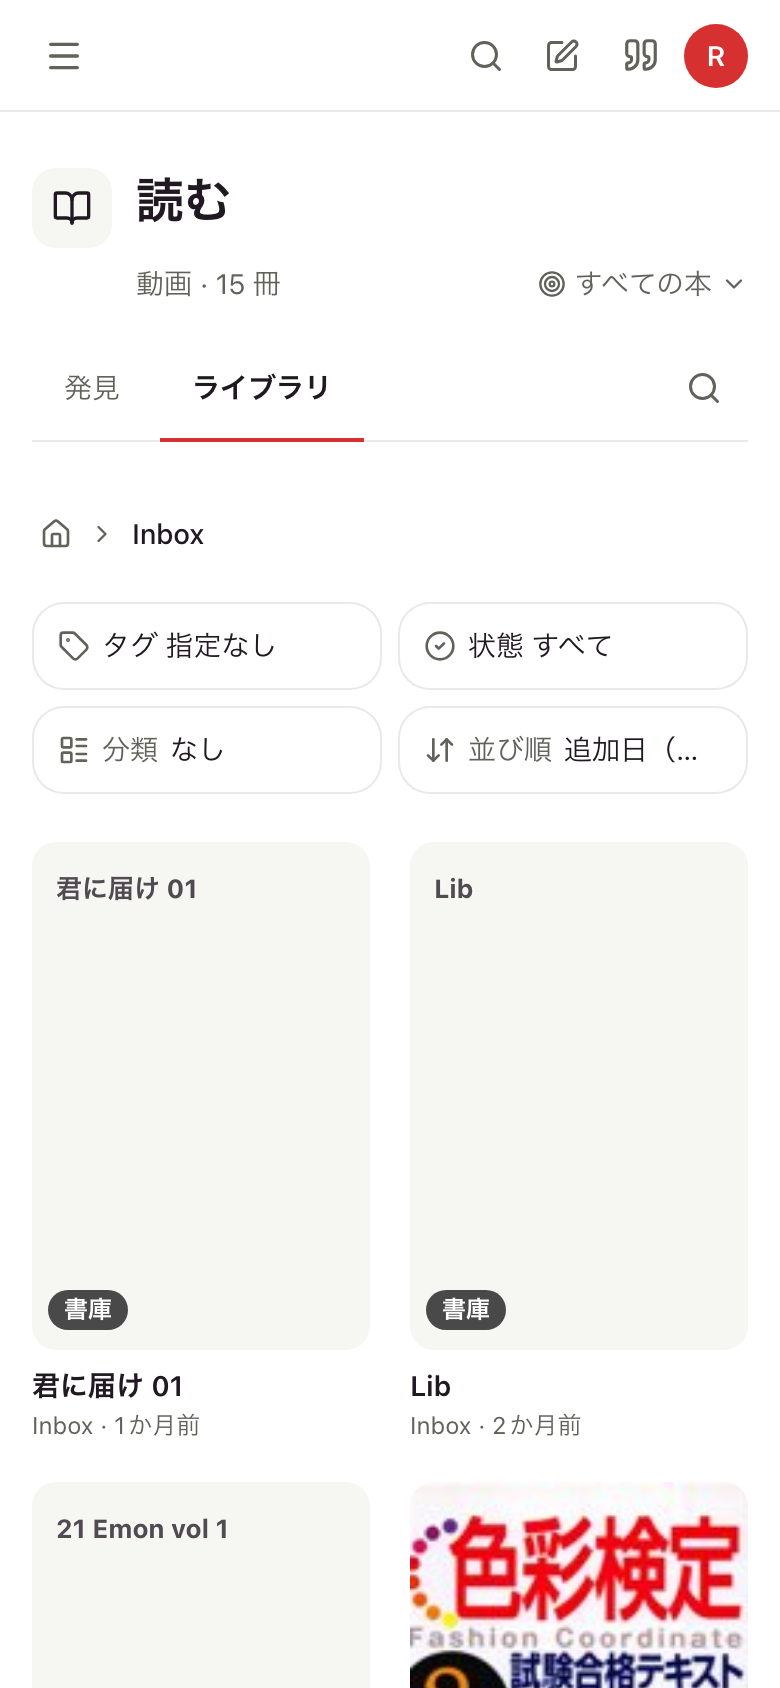 R
読む
動画 · 15 冊
すべての本
発見
ライブラリ
Inbox
タグ 指定なし
状態 すべて
分類 なし
並び順 追加日（...
君に届け 01
Lib
書庫
書庫
君に届け 01
Inbox · 1か月前
Lib
Inbox · 2か月前
21 Emon vol 1
色彩検定
Fashion Coordinate
試験合格テキスト